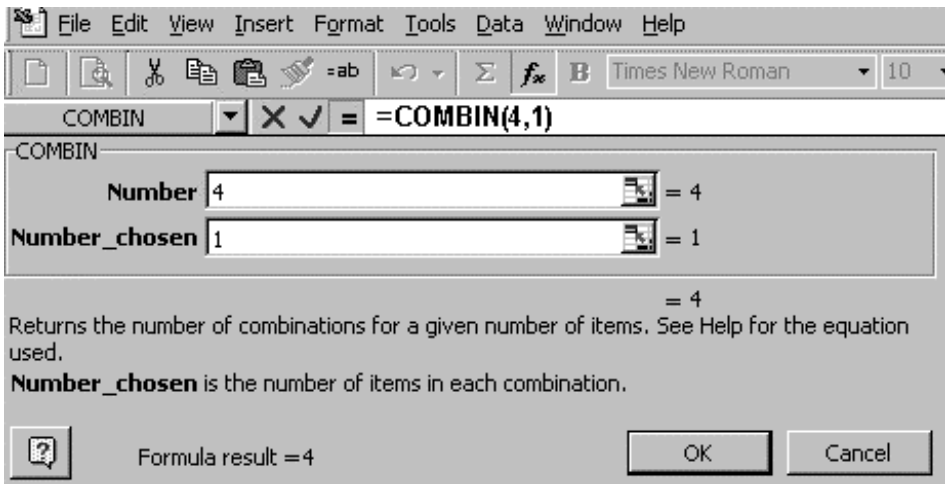 File Edit View Insert Format Tools Data Window Help
=ab Σ fx B Times New Roman 10
COMBIN X ✓ = =COMBIN(4,1)
COMBIN
Number 4 = 4
Number_chosen 1 = 1
= 4
Returns the number of combinations for a given number of items. See Help for the equation
used.
Number_chosen is the number of items in each combination.
? Formula result =4 OK Cancel